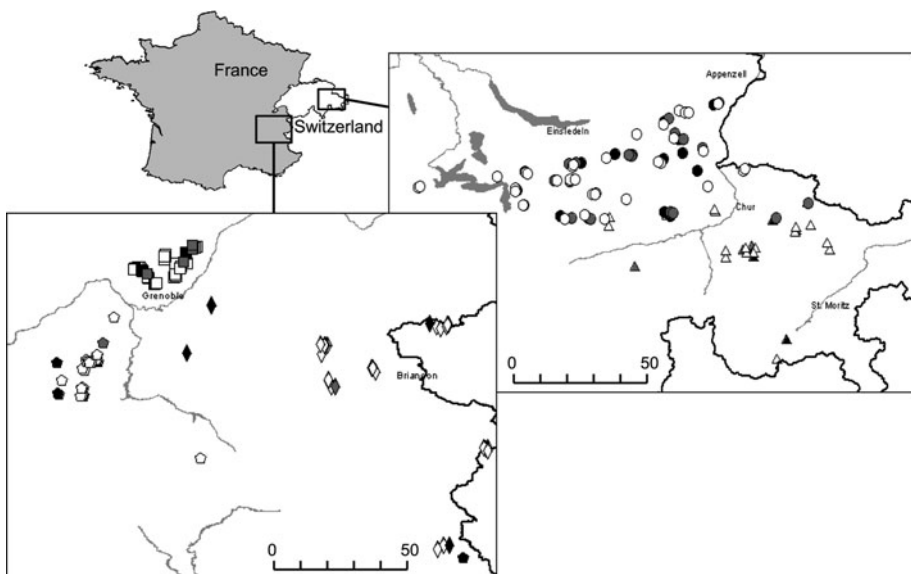 France
Switzerland
Appenzell
Einsiedeln
Chur
St. Moritz
0
50
Grenoble
Briançon
0
50